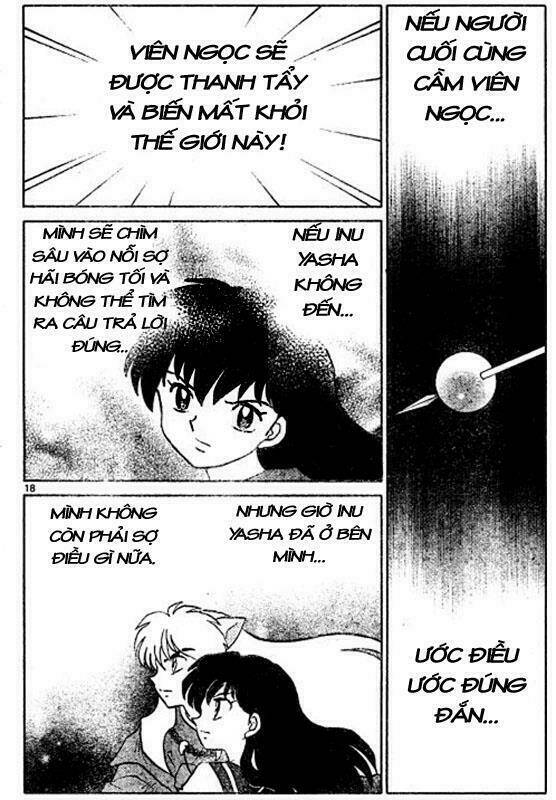 NẾU NGƯỜI
CUỐI CÙNG
CẦM VIÊN
NGỌC...
ƯỚC ĐIỀU
ƯỚC ĐÚNG
ĐẮN...
VIÊN NGỌC SẼ
ĐƯỢC THANH TẨY
VÀ BIẾN MẤT KHỎI
THẾ GIỚI NÀY!
NẾU INU
YASHA
KHÔNG
ĐẾN...
MÌNH SẼ CHÌM
SÂU VÀO NỖI SỢ
HÃI BÓNG TỐI VÀ
KHÔNG THỂ TÌM
RA CÂU TRẢ LỜI
ĐÚNG...
18
NHƯNG GIỜ INU
YASHA ĐÃ Ở BÊN
MÌNH...
MÌNH KHÔNG
CÒN PHẢI SỢ
ĐIỀU GÌ NỮA.